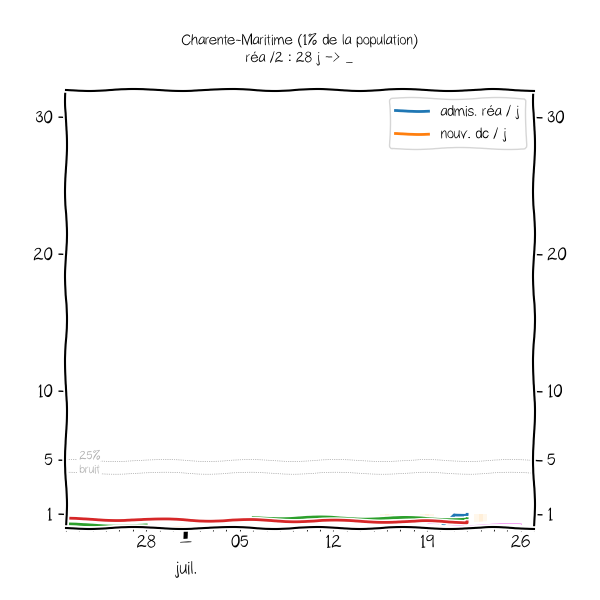 Charente-Maritime (1% de la population)
réa /2 : 28 j -> _
admis. réa / j
nouv. dc / j
30 30
20 20
10 10
5 5
25%
bruit
1 1
28 1 05 12 19 26
juil.